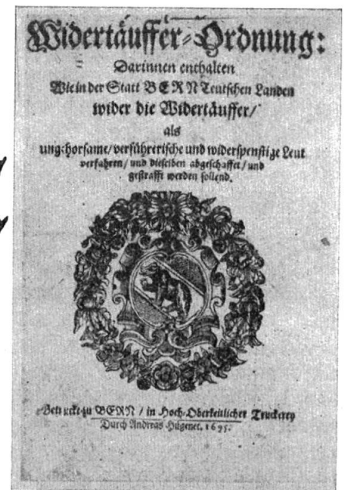 Widertäuffer-Ordnung:
Darinnen enthalten
Wie in der Statt BERN Teutschen Landen
wider die Widertäuffer/
als
ungehorsame/ verführerische und widerspenstige Leut
verfahren/ und dieselben abgeschaffet/ und
gestrafft werden sollend.
Getruckt zu BERN/ in Hoch-Oberkeitlicher Truckerey
Durch Andreas Hügenet. 1695.